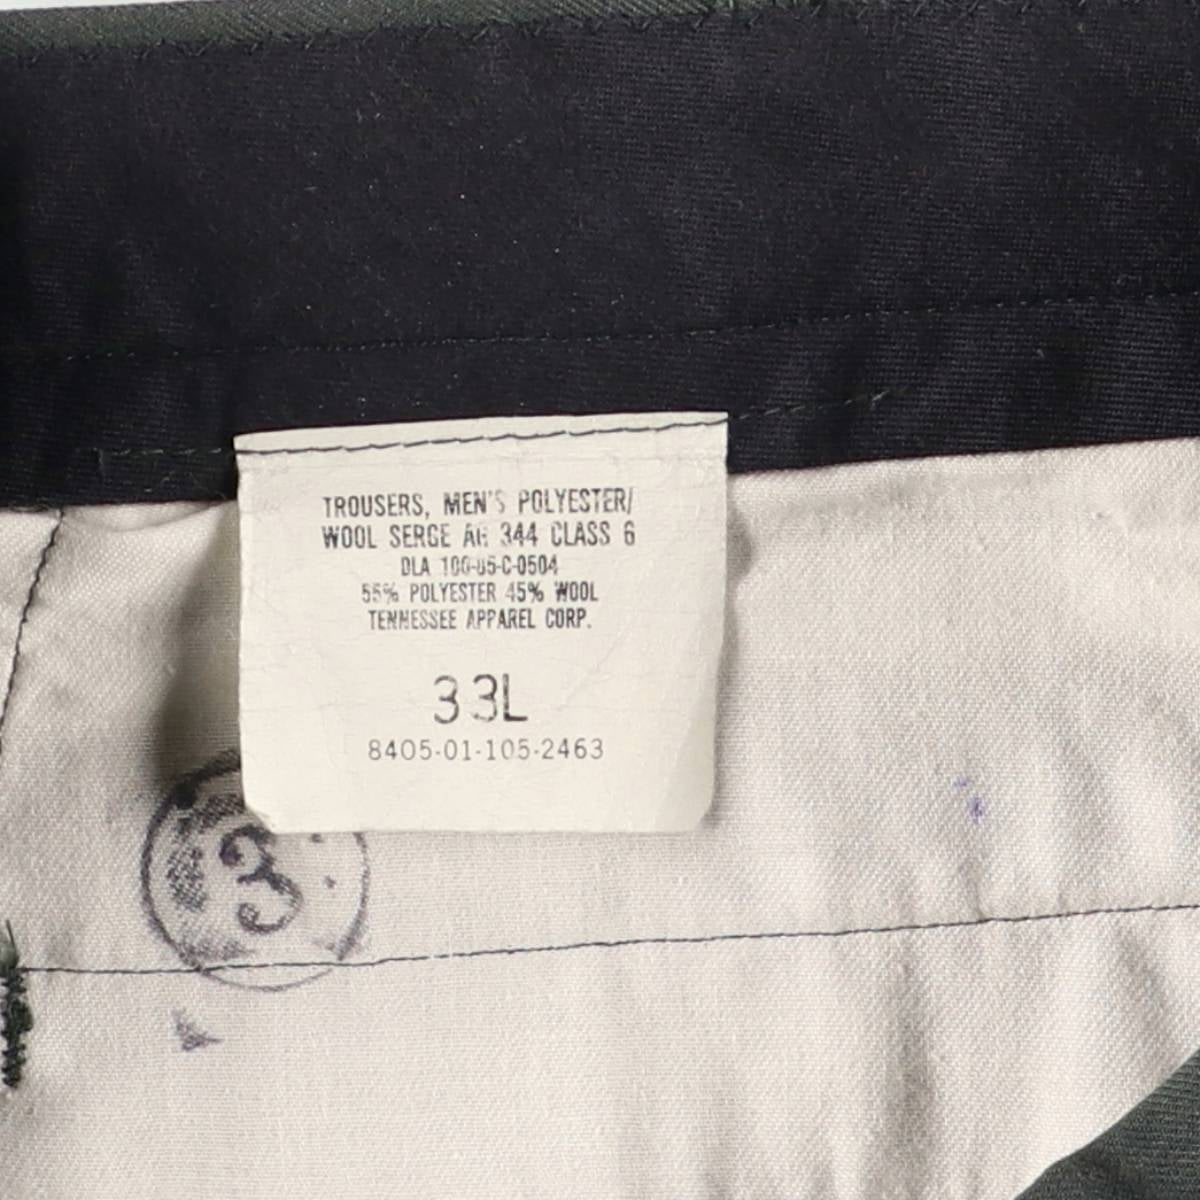 TROUSERS, MEN'S POLYESTER/
WOOL SERGE AG 344 CLASS 6
DLA 100-85-C-0504
55% POLYESTER 45% WOOL
TENNESSEE APPAREL CORP.
33L
8405-01-105-2463
3